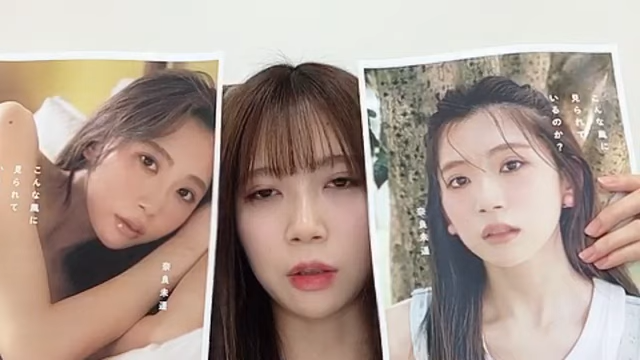 こんな風に
見られて
い
奈良未遥
こんな風に
見られて
いるのか？
奈良未遥